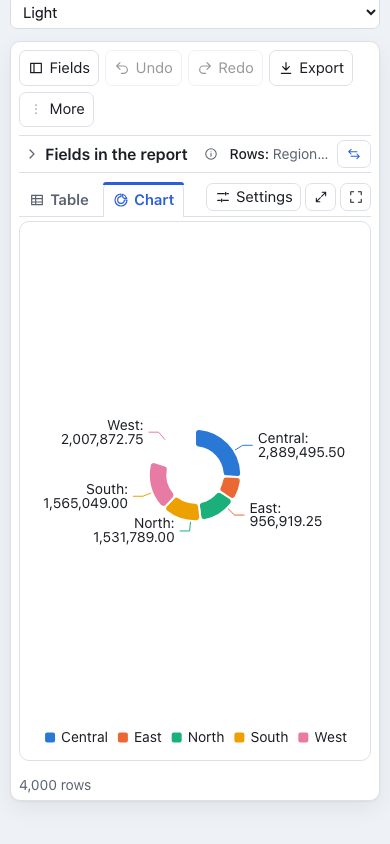 Light
Fields
Undo
Redo
Export
More
Fields in the report
Rows: Region...
Table
Chart
Settings
West:
2,007,872.75
Central:
2,889,495.50
South:
1,565,049.00
East:
956,919.25
North:
1,531,789.00
Central East North South West
4,000 rows